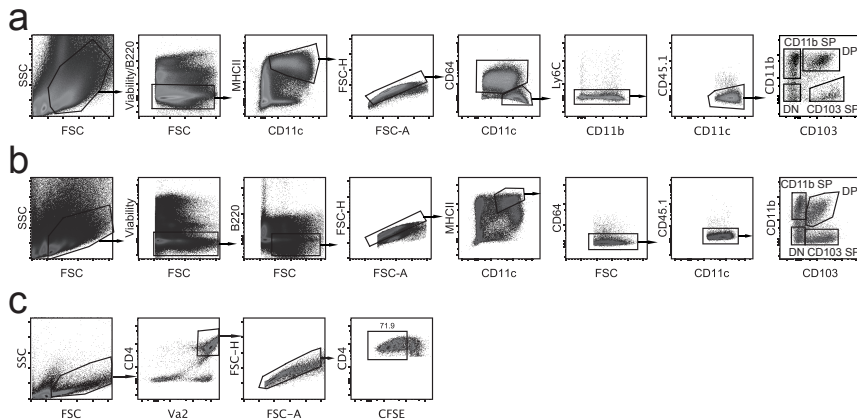 a
SSC
FSC
Viability/B220
FSC
MHCII
CD11c
FSC-H
FSC-A
CD64
CD11c
Ly6C
CD11b
CD45.1
CD11c
CD11b SP
DP
CD11b
DN CD103 SP
CD103
b
SSC
FSC
Viability
FSC
B220
FSC
FSC-H
FSC-A
MHCII
CD11c
CD64
FSC
CD45.1
CD11c
CD11b SP
DP
CD11b
DN CD103 SP
CD103
c
SSC
FSC
CD4
Va2
FSC-H
FSC-A
71.9
CD4
CFSE